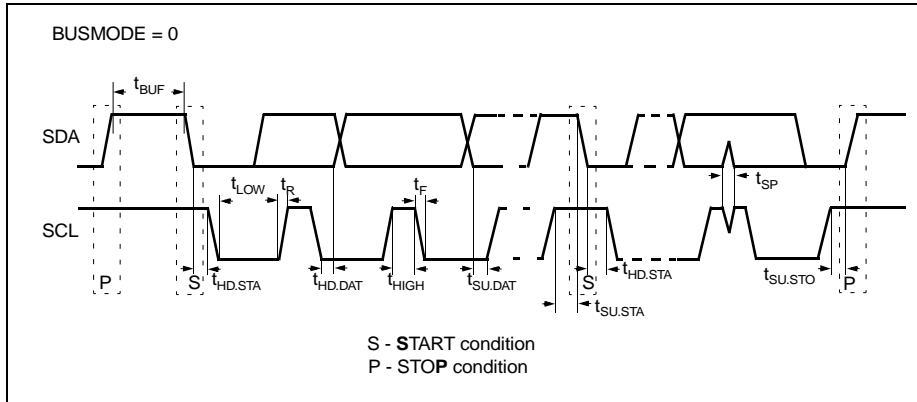 BUSMODE = 0
tBUF
SDA
tLOW
tR
tF
tSP
SCL
P
S
tHD.STA
tHD.DAT
tHIGH
tSU.DAT
S
tHD.STA
tSU.STO
P
tSU.STA
S - START condition
P - STOP condition